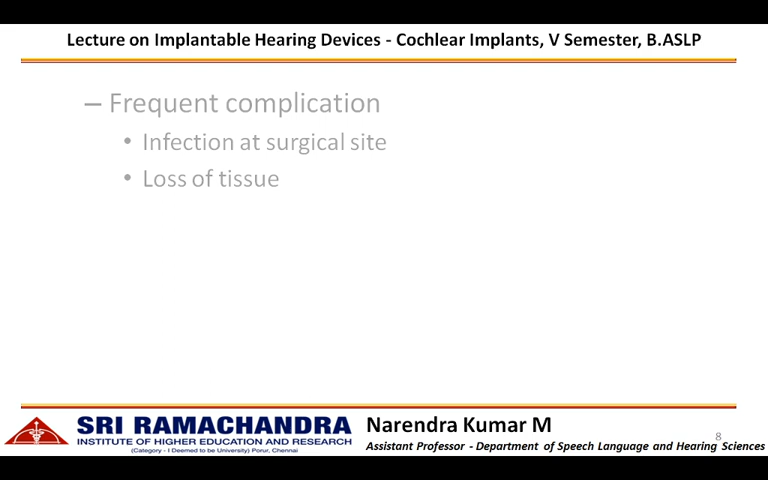 Lecture on Implantable Hearing Devices - Cochlear Implants, V Semester, B.ASLP
– Frequent complication
• Infection at surgical site
• Loss of tissue
SRI RAMACHANDRA
INSTITUTE OF HIGHER EDUCATION AND RESEARCH
(Category - I Deemed to be University) Porur, Chennai
Narendra Kumar M
Assistant Professor - Department of Speech Language and Hearing Sciences
8